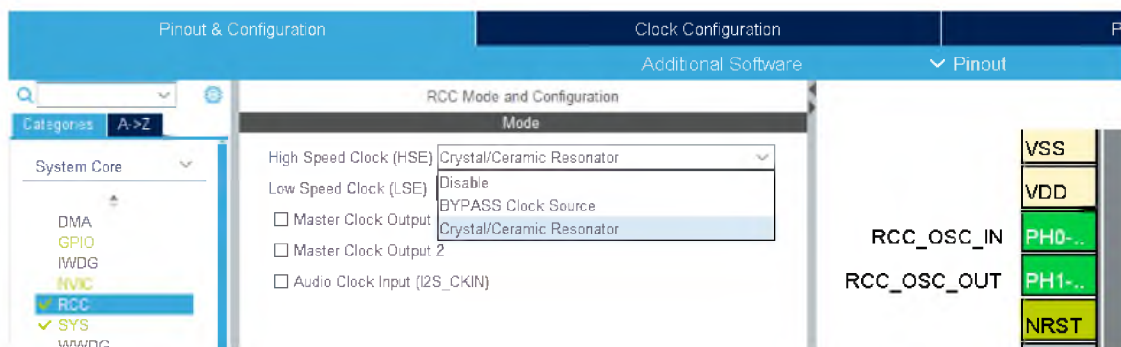 Pinout & Configuration
Clock Configuration
P
Additional Software
Pinout
RCC Mode and Configuration
Mode
Categories
A->Z
System Core
DMA
GPIO
IWDG
NVIC
RCC
SYS
WWDG
High Speed Clock (HSE) Crystal/Ceramic Resonator
Low Speed Clock (LSE)
Disable
BYPASS Clock Source
Crystal/Ceramic Resonator
Master Clock Output
Master Clock Output 2
Audio Clock Input (I2S_CKIN)
VSS
VDD
RCC_OSC_IN PH0-..
RCC_OSC_OUT PH1-..
NRST